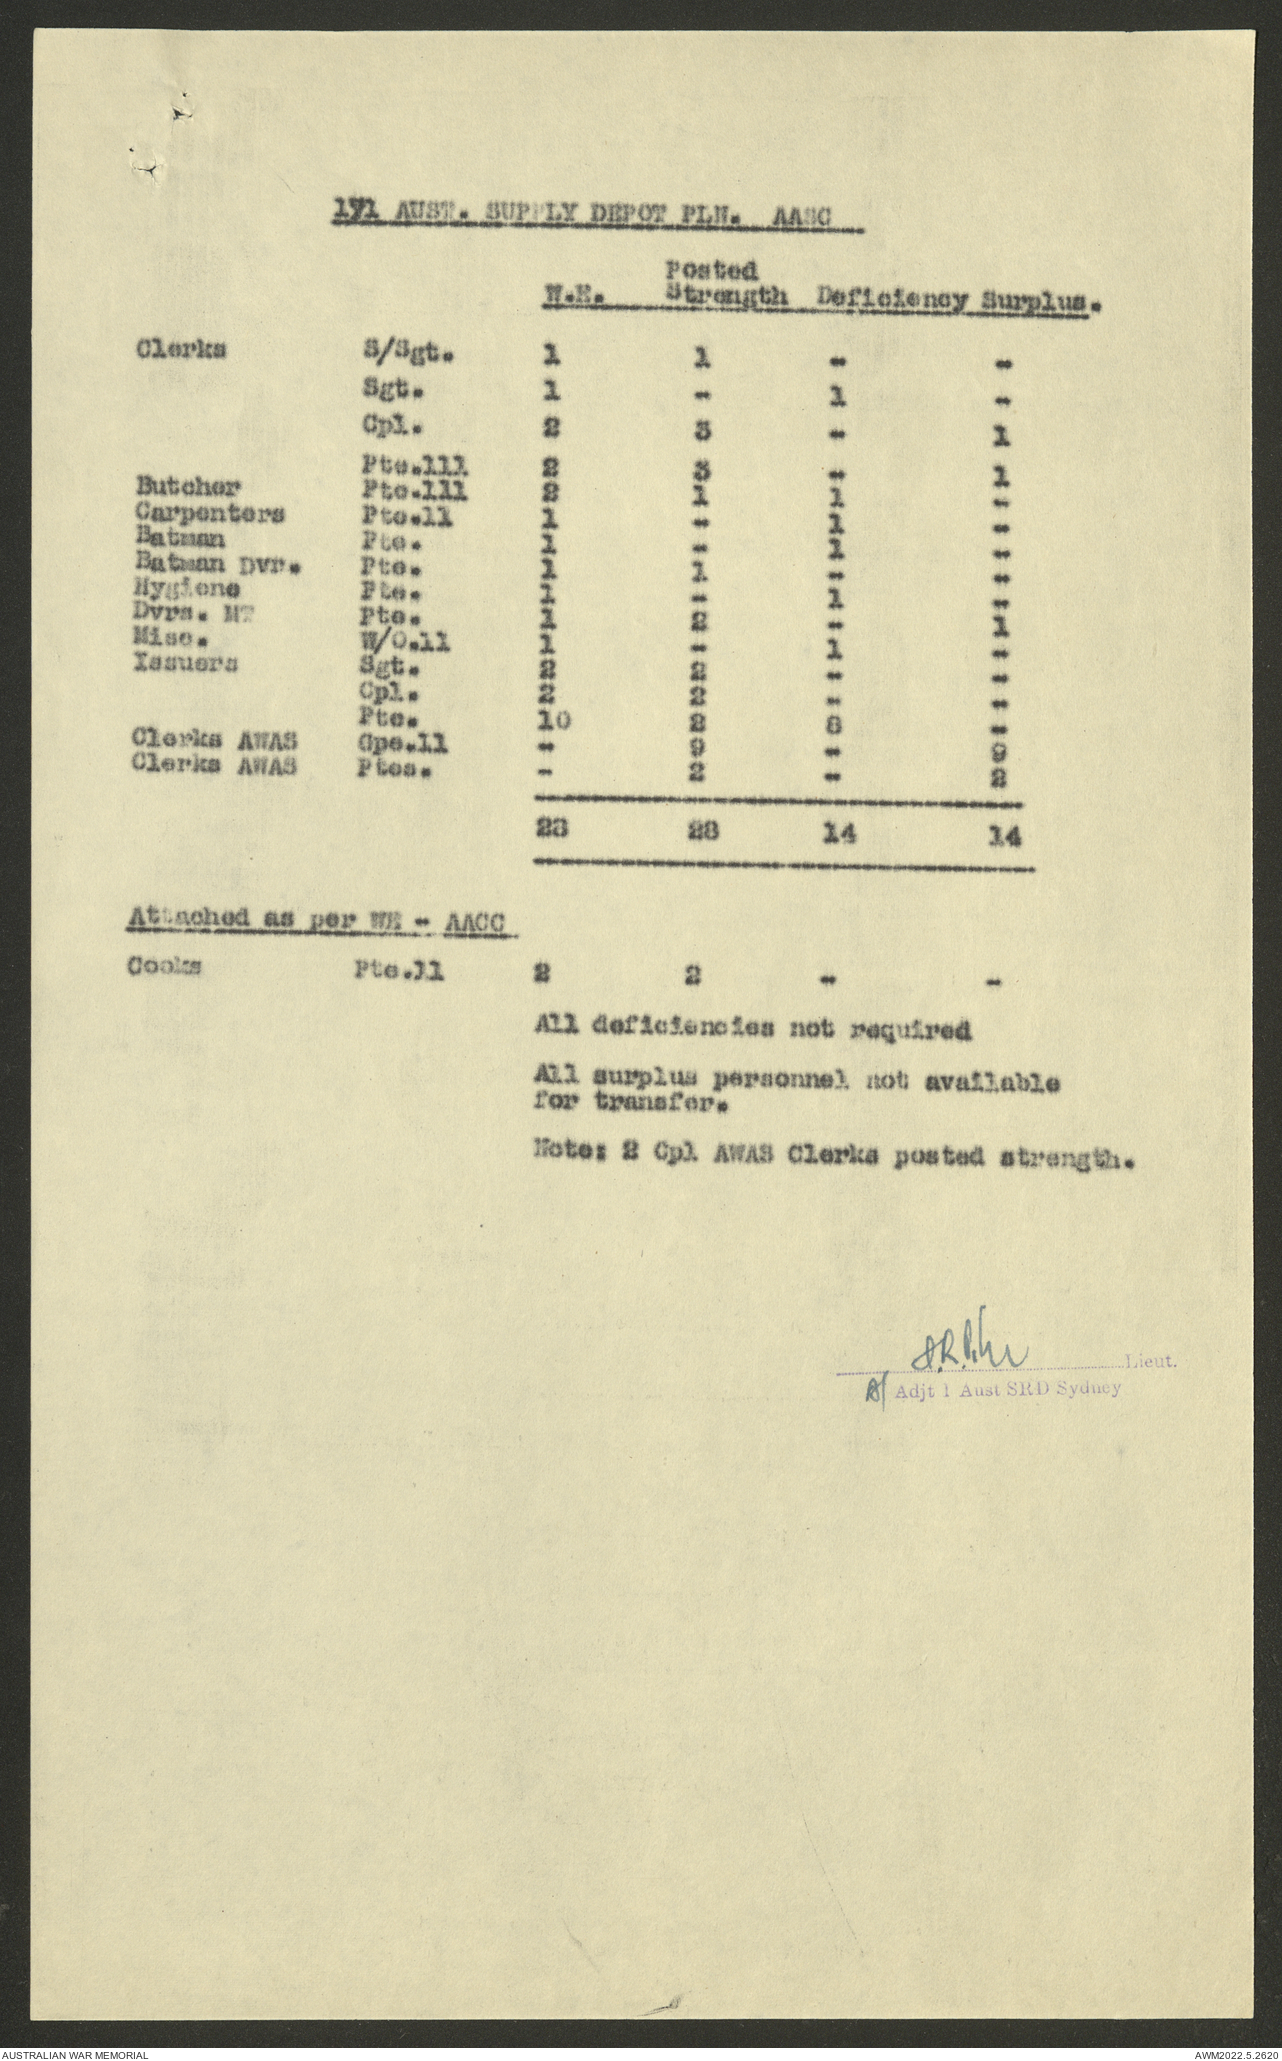 171 AUST. SUPPLY DEPOT PLN. AASC
Posted
W.E. Strength Deficiency Surplus.
Clerks S/Sgt. 1 1 - -
Sgt. 1 - 1 -
Cpl. 2 3 - 1
Pte.111 2 3 - 1
Butcher Pte.111 2 1 1 -
Carpenters Pte.11 1 - 1 -
Batman Pte. 1 - 1 -
Batman Dvr. Pte. 1 1 - -
Hygiene Pte. 1 - 1 -
Dvrs. MT Pte. 1 2 - 1
Misc. W/O.11 1 - 1 -
Issuers Sgt. 2 2 - -
Cpl. 2 2 - -
Pte. 10 2 8 -
Clerks AWAS Gpe.11 - 9 - 9
Clerks AWAS Ptes. - 2 - 2
28 28 14 14
Attached as per WE - AACC
Cooks Pte.11 2 2 - -
All deficiencies not required
All surplus personnel not available
for transfer.
Note: 2 Cpl AWAS Clerks posted strength.
Lieut.
A/ Adjt 1 Aust SRD Sydney
AUSTRALIAN WAR MEMORIAL
AWM2022.5.2620